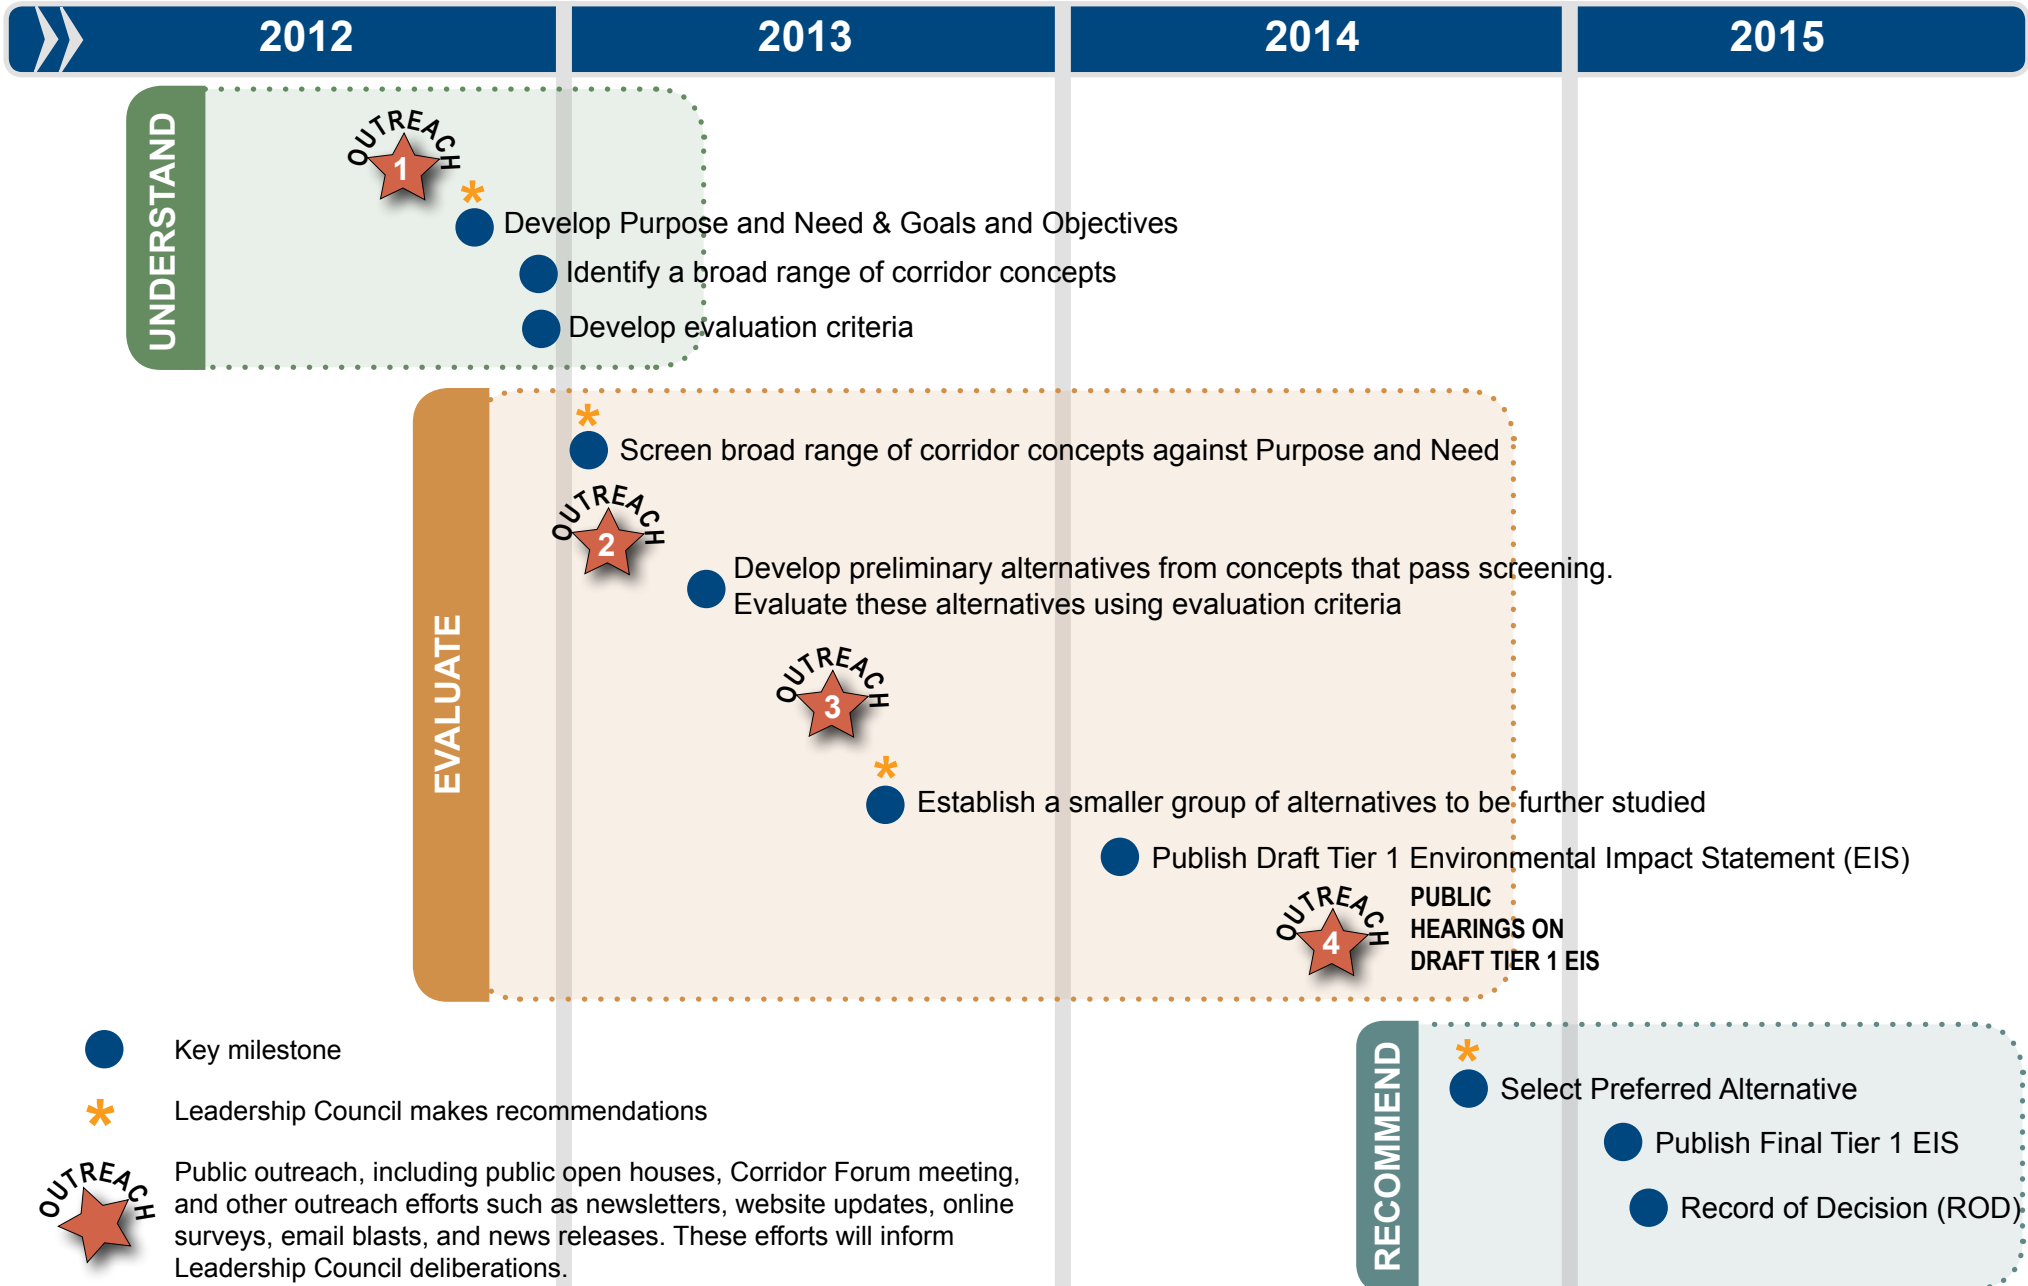 2012
2013
2014
2015
UNDERSTAND
OUTREACH
1
*
Develop Purpose and Need & Goals and Objectives
Identify a broad range of corridor concepts
Develop evaluation criteria
EVALUATE
*
Screen broad range of corridor concepts against Purpose and Need
OUTREACH
2
Develop preliminary alternatives from concepts that pass screening.
Evaluate these alternatives using evaluation criteria
OUTREACH
3
*
Establish a smaller group of alternatives to be further studied
Publish Draft Tier 1 Environmental Impact Statement (EIS)
OUTREACH
4
PUBLIC
HEARINGS ON
DRAFT TIER 1 EIS
RECOMMEND
*
Select Preferred Alternative
Publish Final Tier 1 EIS
Record of Decision (ROD)
Key milestone
*
Leadership Council makes recommendations
OUTREACH
Public outreach, including public open houses, Corridor Forum meeting,
and other outreach efforts such as newsletters, website updates, online
surveys, email blasts, and news releases. These efforts will inform
Leadership Council deliberations.